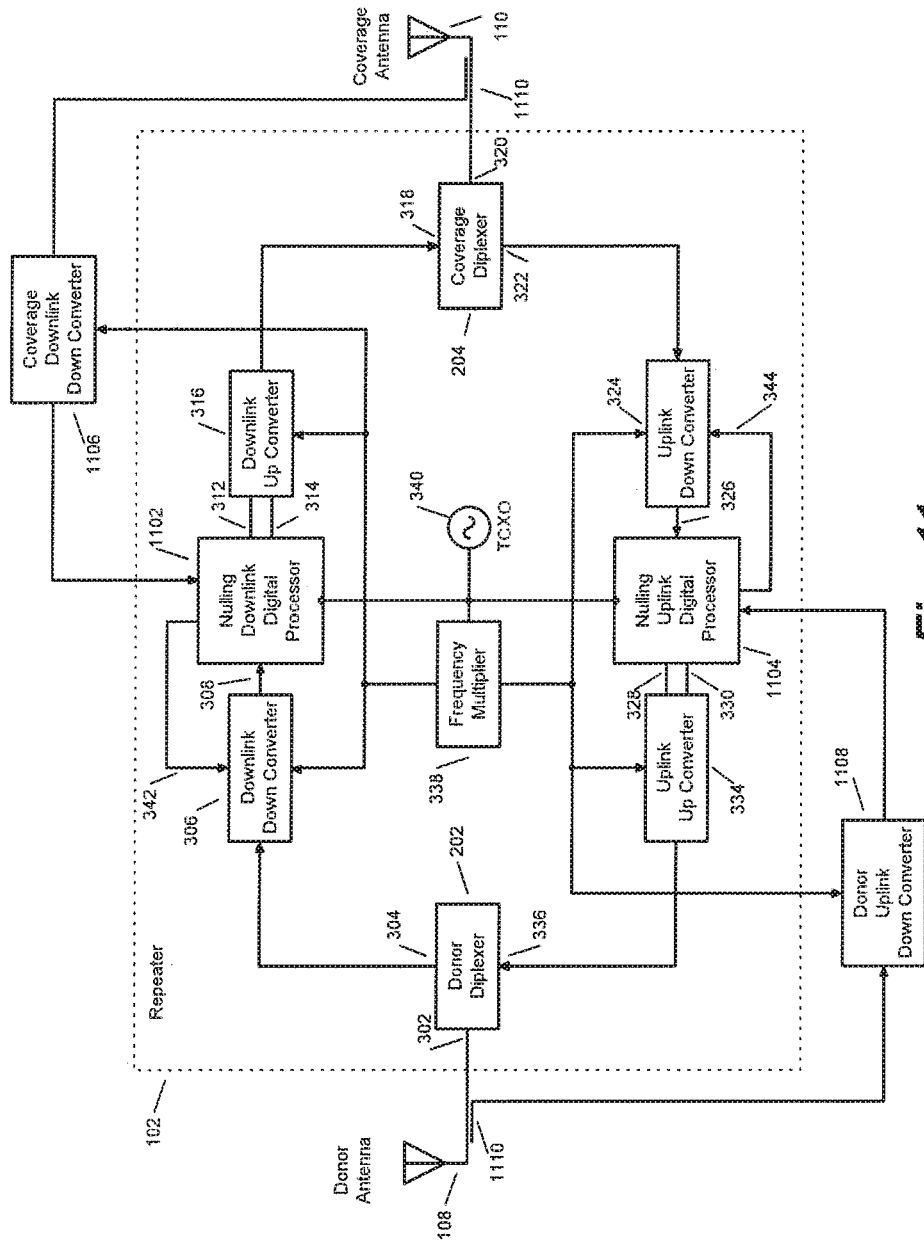 Coverage
Downlink
Down Converter
1106
Coverage
Antenna
110
1110
102
Repeater
342
306
Downlink
Down Converter
308
1102
Nulling
Downlink
Digital
Processor
312
314
316
Downlink
Up Converter
318
320
Coverage
Diplexer
322
204
Donor
Antenna
108
1110
302
304
202
Donor
Diplexer
336
338
Frequency
Multiplier
340
TCXO
324
Uplink
Down Converter
344
326
Nulling
Uplink
Digital
Processor
1104
328
330
Uplink
Up Converter
334
1108
Donor
Uplink
Down Converter